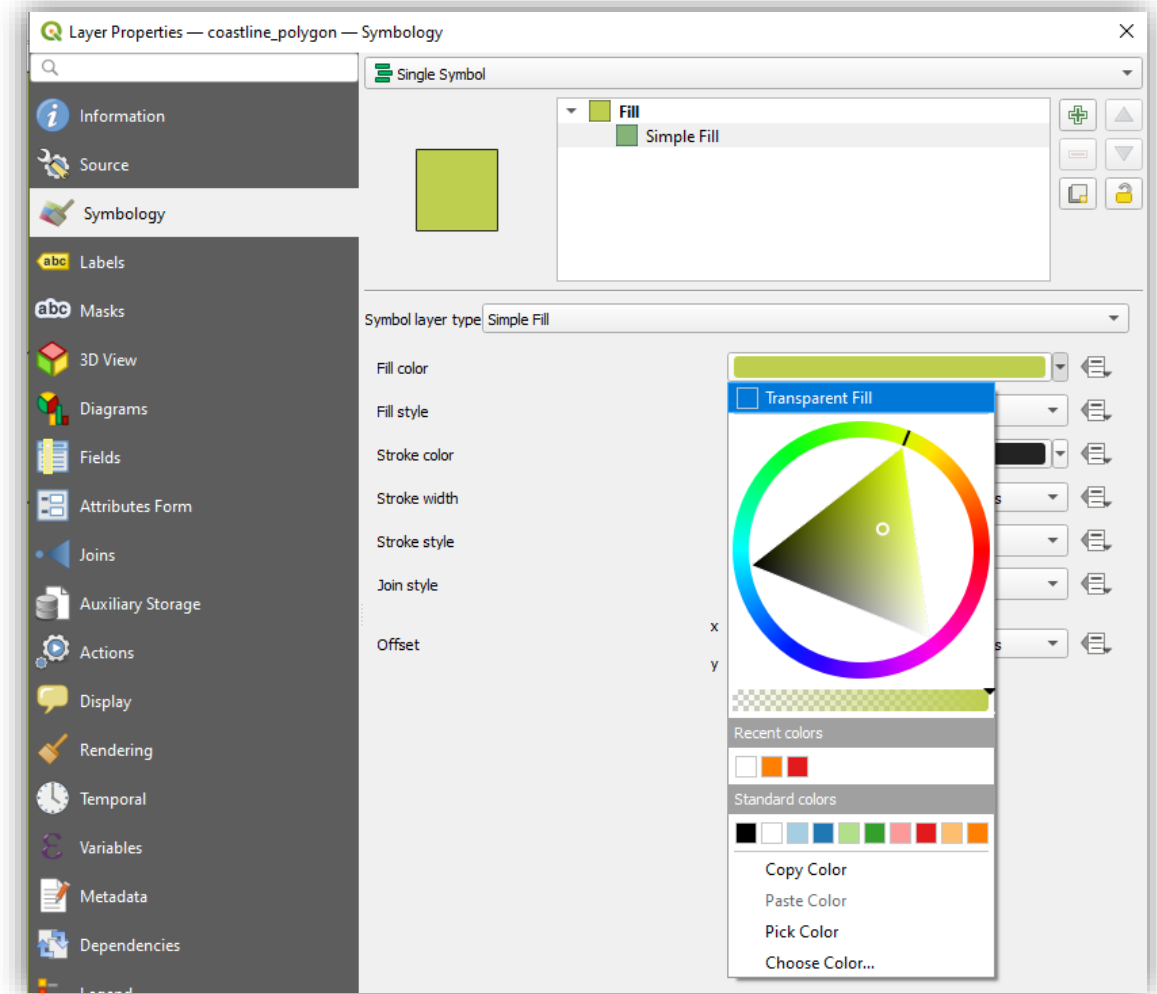 Layer Properties — coastline_polygon — Symbology
Single Symbol
Information
Source
Symbology
abc Labels
abc Masks
3D View
Diagrams
Fields
Attributes Form
Joins
Auxiliary Storage
Actions
Display
Rendering
Temporal
Variables
Metadata
Dependencies
Legend
Fill
Simple Fill
Symbol layer type Simple Fill
Fill color
Fill style
Stroke color
Stroke width
s
Stroke style
Join style
Offset
x
y
s
Transparent Fill
Recent colors
Standard colors
Copy Color
Paste Color
Pick Color
Choose Color...